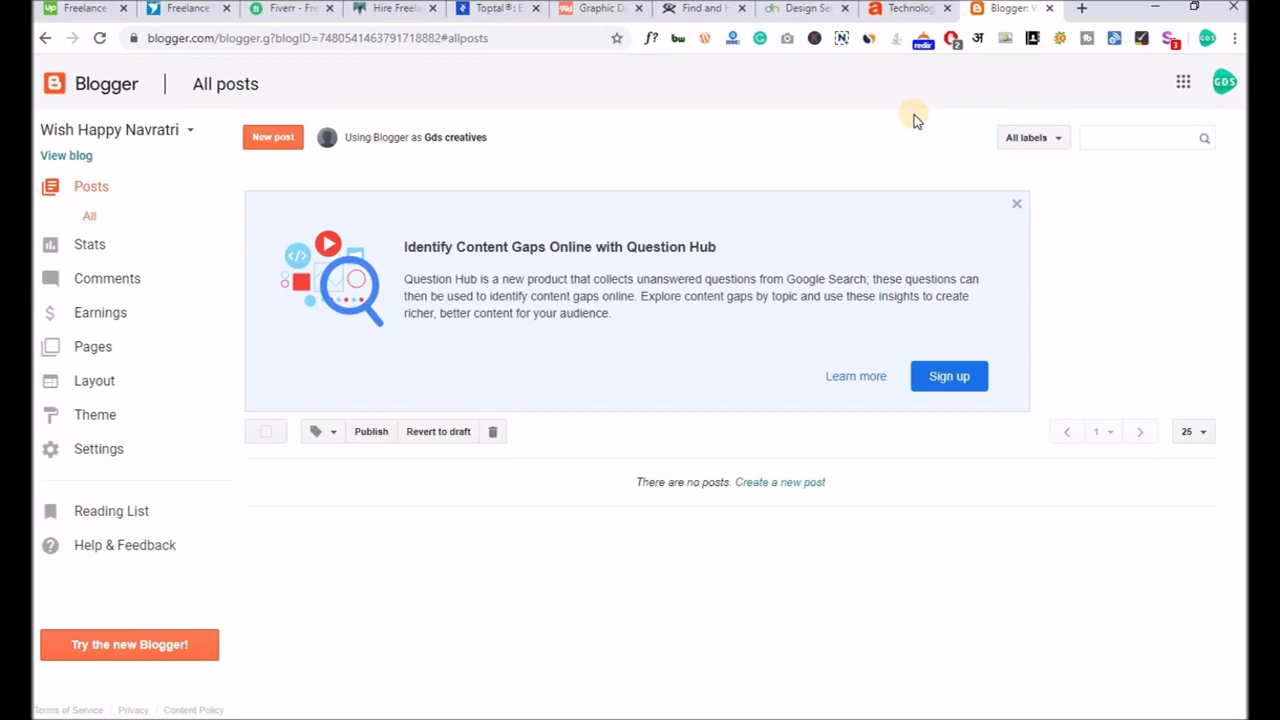 Freelance
Freelance
Fiverr - Fre
Hire Freela
Toptal®: E
Graphic D
Find and H
Design Se
Technolog
Blogger: W
blogger.com/blogger.g?blogID=7480541463791718882#allposts
Blogger
All posts
GDS
Wish Happy Navratri
New post
Using Blogger as Gds creatives
All labels
View blog
Posts
All
Stats
Comments
Earnings
Pages
Layout
Theme
Settings
Reading List
Help & Feedback
Try the new Blogger!
Identify Content Gaps Online with Question Hub
Question Hub is a new product that collects unanswered questions from Google Search; these questions can
then be used to identify content gaps online. Explore content gaps by topic and use these insights to create
richer, better content for your audience.
Learn more
Sign up
Publish
Revert to draft
1
25
There are no posts. Create a new post
Terms of Service
Privacy
Content Policy